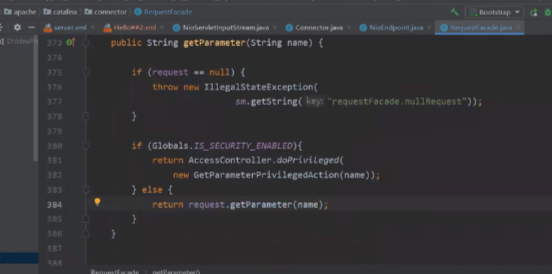 apache catalina connector RequestFacade
Bootstrap
server.xml Hello##2.xml NioServletInputStream.java Connector.java NioEndpoint.java RequestFacade.java
373 public String getParameter(String name) {
374
375 if (request == null) {
376 throw new IllegalStateException(
377 sm.getString( key: "requestFacade.nullRequest"));
378 }
379
380 if (Globals.IS_SECURITY_ENABLED){
381 return AccessController.doPrivileged(
382 new GetParameterPrivilegedAction(name));
383 } else {
384 return request.getParameter(name);
385 }
386 }
387
388
RequestFacade getParameter()